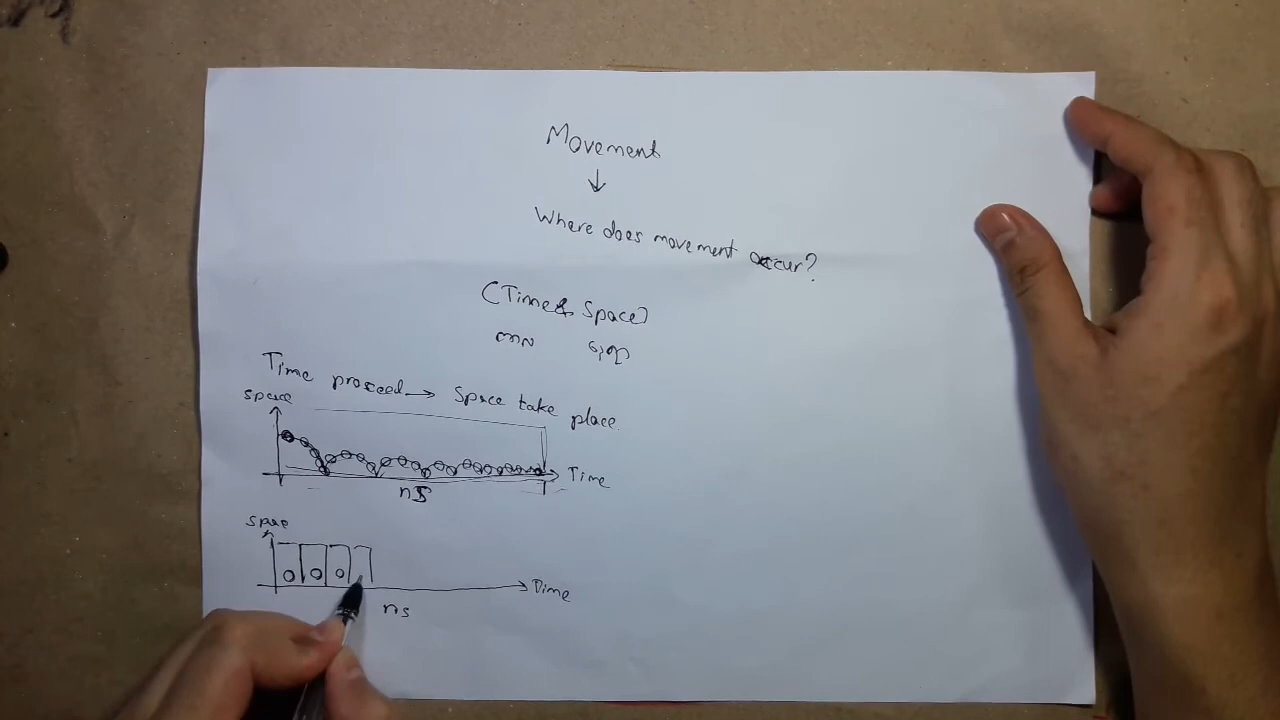 Movement
↓
Where does movement occur?
(Time & Space)
Time proceed → Space take place.
space
Time
ns
space
Time
ns